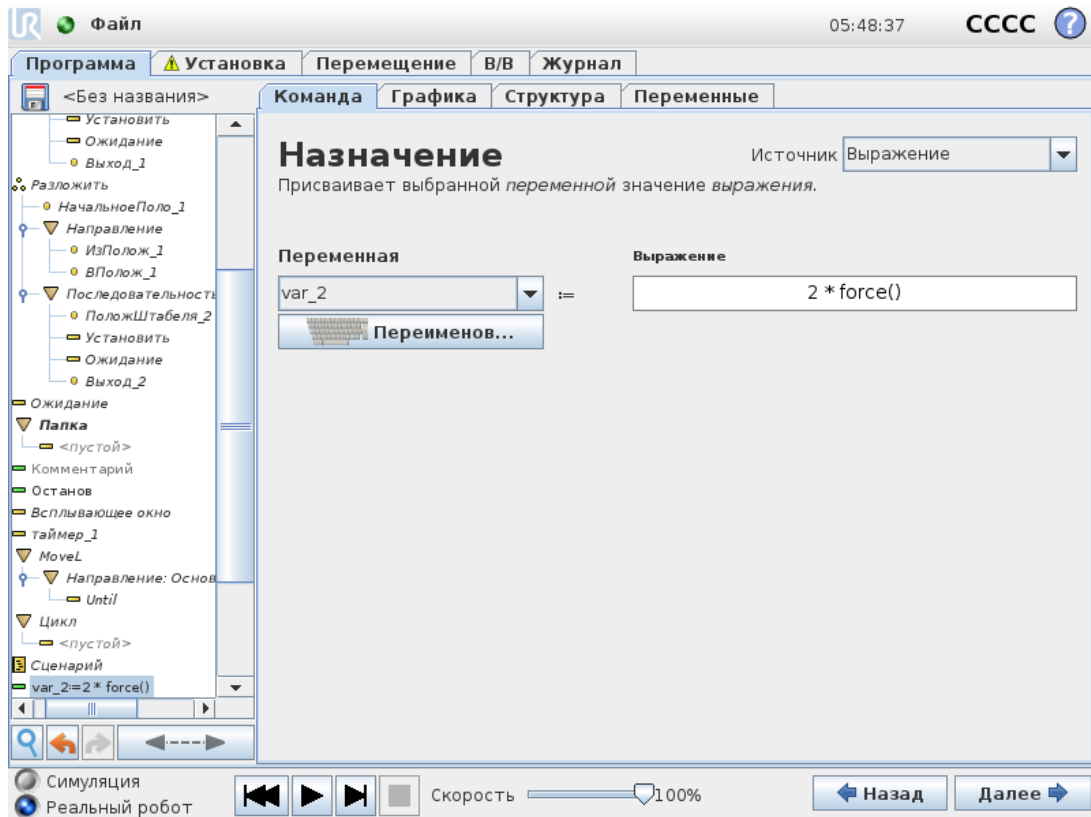 UR Файл 05:48:37 CCCC ?
Программа Установка Перемещение В/В Журнал
<Без названия> Команда Графика Структура Переменные
Установить
Ожидание
Выход_1
Разложить
НачальноеПоло_1
Направление
ИзПолож_1
ВПолож_1
Последовательность
ПоложШтабеля_2
Установить
Ожидание
Выход_2
Ожидание
Папка
<пустой>
Комментарий
Останов
Всплывающее окно
таймер_1
MoveL
Направление: Основ
Until
Цикл
<пустой>
Сценарий
var_2:=2 * force()
Назначение
Источник Выражение
Присваивает выбранной переменной значение выражения.
Переменная Выражение
var_2 := 2 * force()
Переименов...
Симуляция
Реальный робот
Скорость 100%
Назад Далее